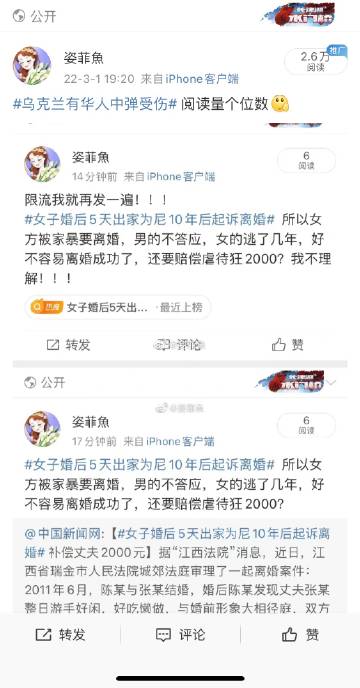 公开
姿菲魚
22-3-1 19:20 来自 iPhone客户端
推广
2.6万
阅读
#乌克兰有华人中弹受伤# 阅读量个位数
姿菲魚
14分钟前 来自 iPhone客户端
6
阅读
限流我就再发一遍！！！
#女子婚后5天出家为尼10年后起诉离婚# 所以女
方被家暴要离婚，男的不答应，女的逃了几年，好
不容易离婚成功了，还要赔偿虐待狂2000？我不理
解！！！
热搜 女子婚后5天出... · 最近上榜
转发
评论
赞
公开
姿菲魚
17分钟前 来自 iPhone客户端
6
阅读
#女子婚后5天出家为尼10年后起诉离婚# 所以女
方被家暴要离婚，男的不答应，女的逃了几年，好
不容易离婚成功了，还要赔偿虐待狂2000？
@中国新闻网:【#女子婚后5天出家为尼10年后起诉离
婚# 补偿丈夫2000元】据“江西法院”消息，近日，江
西省瑞金市人民法院城郊法庭审理了一起离婚案件：
2011年6月，陈某与张某结婚，婚后陈某发现丈夫张某
整日游手好闲，好吃懒做，与婚前形象大相径庭，双方
转发
评论
赞